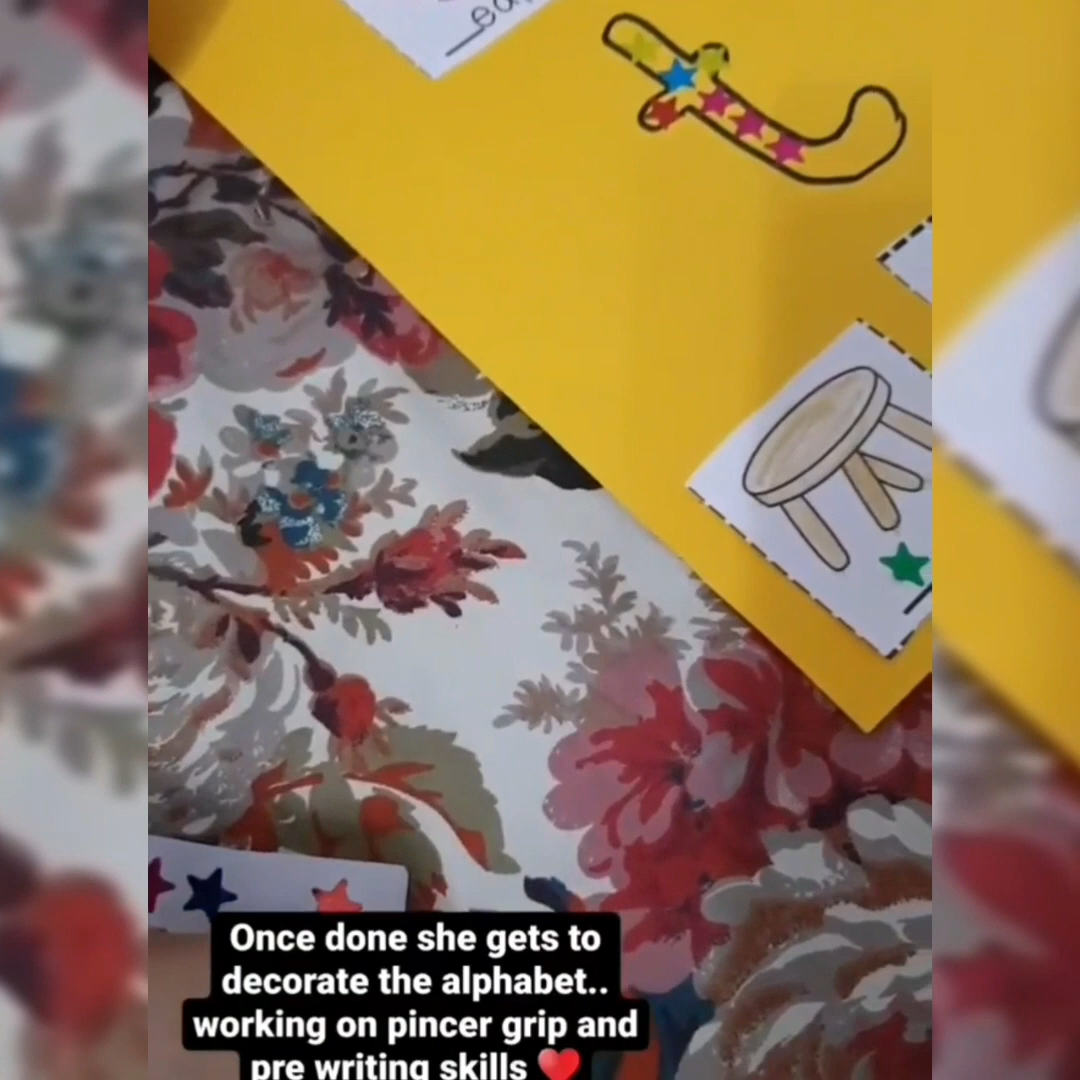 t
Once done she gets to
decorate the alphabet..
working on pincer grip and
pre writing skills ❤️